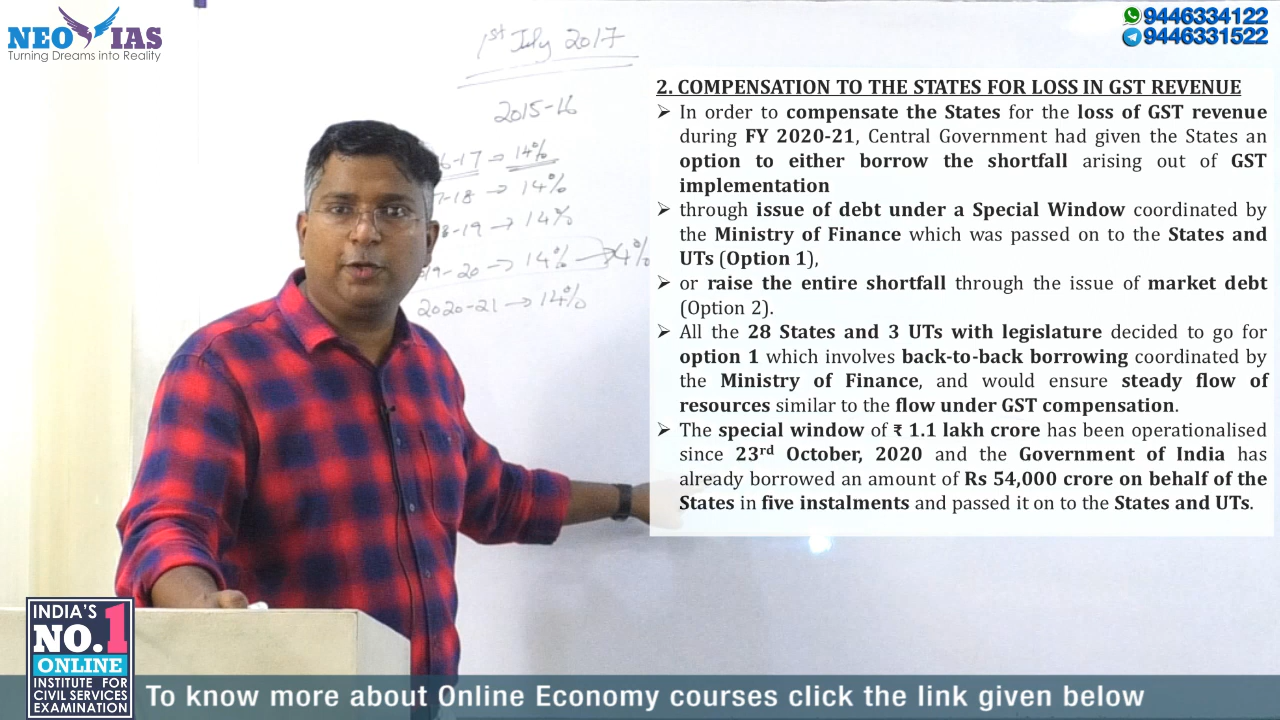 NEO IAS
Turning Dreams into Reality
9446334122
9446331522
1st July 2017
2015-16
6-17 → 14%
7-18 → 14%
8-19 → 14%
19-20 → 14% → 4%
2020-21 → 14%
2. COMPENSATION TO THE STATES FOR LOSS IN GST REVENUE
➢ In order to compensate the States for the loss of GST revenue
during FY 2020-21, Central Government had given the States an
option to either borrow the shortfall arising out of GST
implementation
➢ through issue of debt under a Special Window coordinated by
the Ministry of Finance which was passed on to the States and
UTs (Option 1),
➢ or raise the entire shortfall through the issue of market debt
(Option 2).
➢ All the 28 States and 3 UTs with legislature decided to go for
option 1 which involves back-to-back borrowing coordinated by
the Ministry of Finance, and would ensure steady flow of
resources similar to the flow under GST compensation.
➢ The special window of ₹ 1.1 lakh crore has been operationalised
since 23rd October, 2020 and the Government of India has
already borrowed an amount of Rs 54,000 crore on behalf of the
States in five instalments and passed it on to the States and UTs.
INDIA'S
NO.1
ONLINE
INSTITUTE FOR
CIVIL SERVICES
EXAMINATION
To know more about Online Economy courses click the link given below